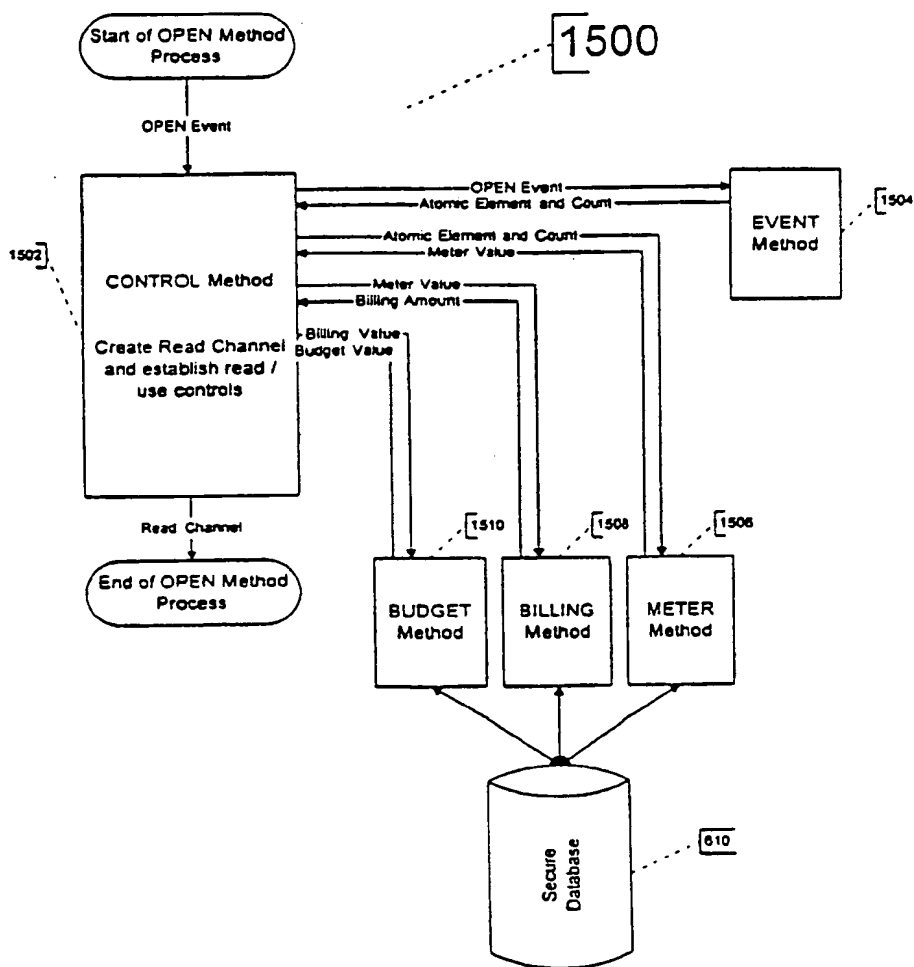 Start of OPEN Method
Process
1500
OPEN Event
OPEN Event
Atomic Element and Count
EVENT
Method
1504
1502
CONTROL Method
Create Read Channel
and establish read /
use controls
Atomic Element and Count
Meter Value
Meter Value
Billing Amount
Billing Value
Budget Value
Read Channel
End of OPEN Method
Process
1510
1508
1506
BUDGET
Method
BILLING
Method
METER
Method
Secure
Database
610